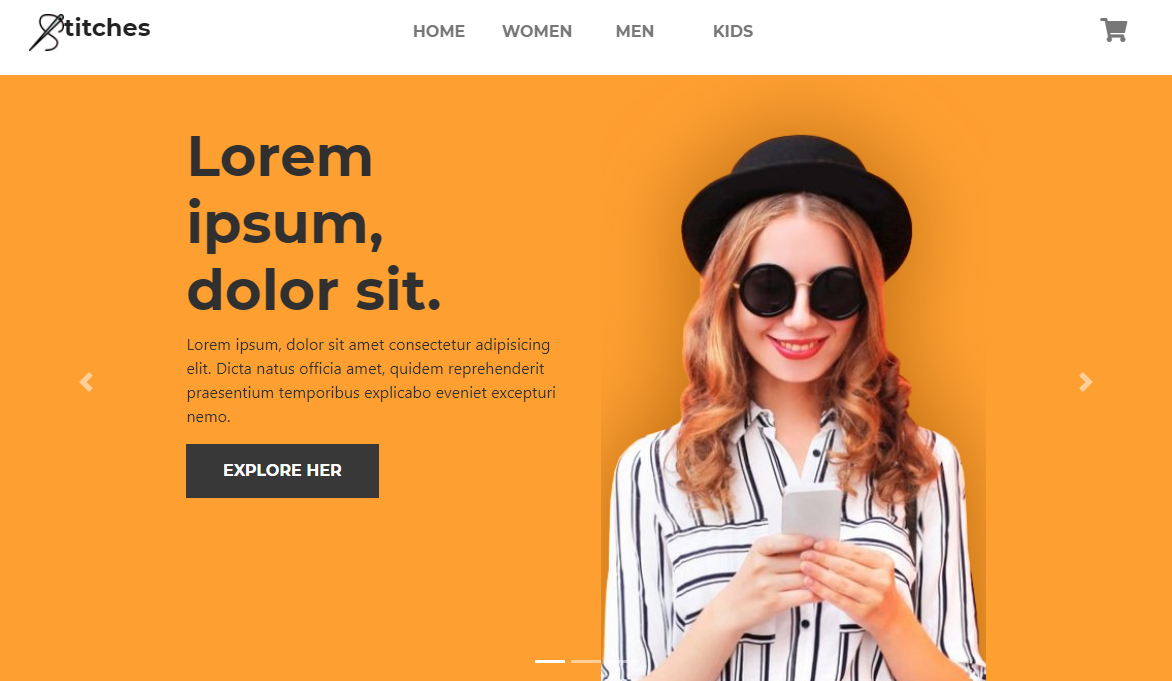 Stitches
HOME WOMEN MEN KIDS
Lorem
ipsum,
dolor sit.
Lorem ipsum, dolor sit amet consectetur adipisicing
elit. Dicta natus officia amet, quidem reprehenderit
praesentium temporibus explicabo eveniet excepturi
nemo.
EXPLORE HER